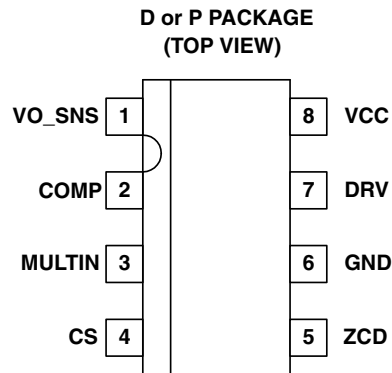 D or P PACKAGE
(TOP VIEW)
VO_SNS 1 8 VCC
COMP 2 7 DRV
MULTIN 3 6 GND
CS 4 5 ZCD